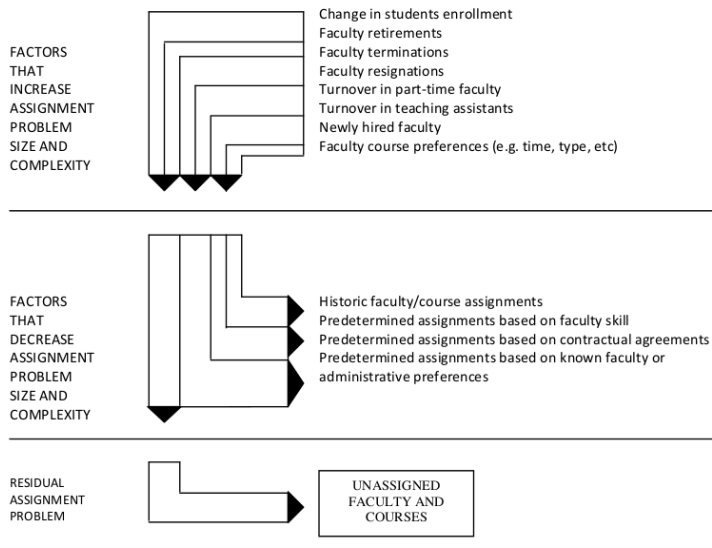 FACTORS
THAT
INCREASE
ASSIGNMENT
PROBLEM
SIZE AND
COMPLEXITY
Change in students enrollment
Faculty retirements
Faculty terminations
Faculty resignations
Turnover in part-time faculty
Turnover in teaching assistants
Newly hired faculty
Faculty course preferences (e.g. time, type, etc)
FACTORS
THAT
DECREASE
ASSIGNMENT
PROBLEM
SIZE AND
COMPLEXITY
Historic faculty/course assignments
Predetermined assignments based on faculty skill
Predetermined assignments based on contractual agreements
Predetermined assignments based on known faculty or
administrative preferences
RESIDUAL
ASSIGNMENT
PROBLEM
UNASSIGNED
FACULTY AND
COURSES